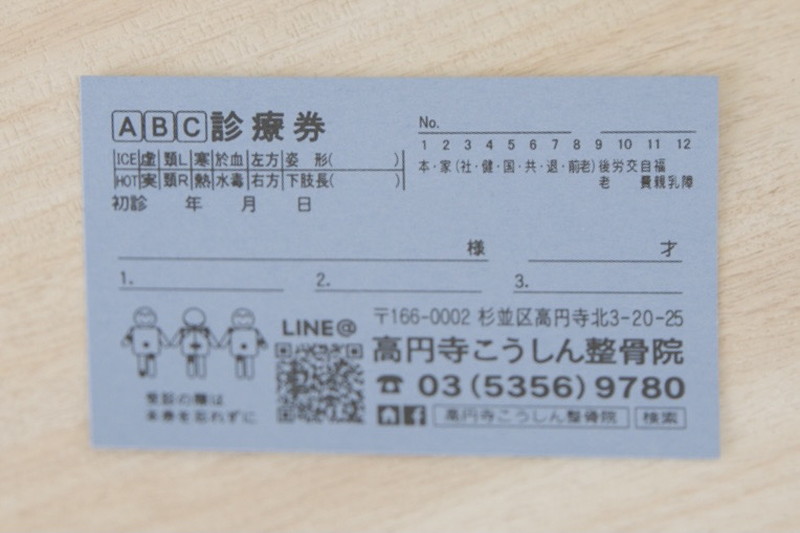 ABC診療券
No.
1 2 3 4 5 6 7 8 9 10 11 12
ICE 虚 頸L 寒 於血 左方 姿 形( )
HOT 実 頸R 熱 水毒 右方 下肢長( )
本・家(社・健・国・共・退・前老)後労交自福
老 費親乳障
初診 年 月 日
様 才
1. 2. 3.
LINE@
〒166-0002 杉並区高円寺北3-20-25
高円寺こうしん整骨院
☎ 03(5356)9780
高円寺こうしん整骨院 検索
受診の際は
本券を忘れずに